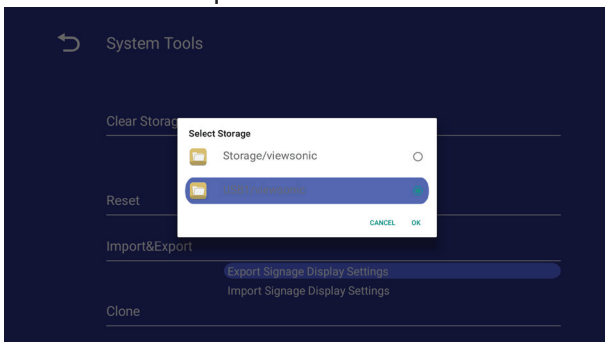 System Tools
Clear Storag
Select Storage
Storage/viewsonic
CANCEL OK
Reset
Import&Export
Export Signage Display Settings
Import Signage Display Settings
Clone